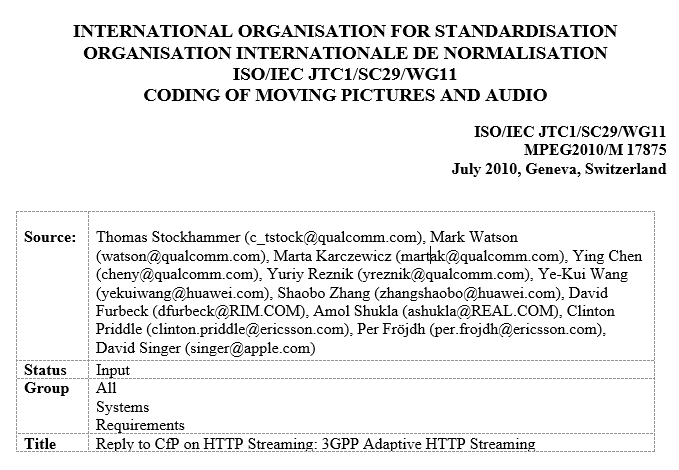 INTERNATIONAL ORGANISATION FOR STANDARDISATION
ORGANISATION INTERNATIONALE DE NORMALISATION
ISO/IEC JTC1/SC29/WG11
CODING OF MOVING PICTURES AND AUDIO
ISO/IEC JTC1/SC29/WG11
MPEG2010/M 17875
July 2010, Geneva, Switzerland
Source: Thomas Stockhammer (c_tstock@qualcomm.com), Mark Watson
(watson@qualcomm.com), Marta Karczewicz (martak@qualcomm.com), Ying Chen
(cheny@qualcomm.com), Yuriy Reznik (yreznik@qualcomm.com), Ye-Kui Wang
(yekuiwang@huawei.com), Shaobo Zhang (zhangshaobo@huawei.com), David
Furbeck (dfurbeck@RIM.COM), Amol Shukla (ashukla@REAL.COM), Clinton
Priddle (clinton.priddle@ericsson.com), Per Fröjdh (per.frojdh@ericsson.com),
David Singer (singer@apple.com)
Status Input
Group All
Systems
Requirements
Title Reply to CfP on HTTP Streaming: 3GPP Adaptive HTTP Streaming